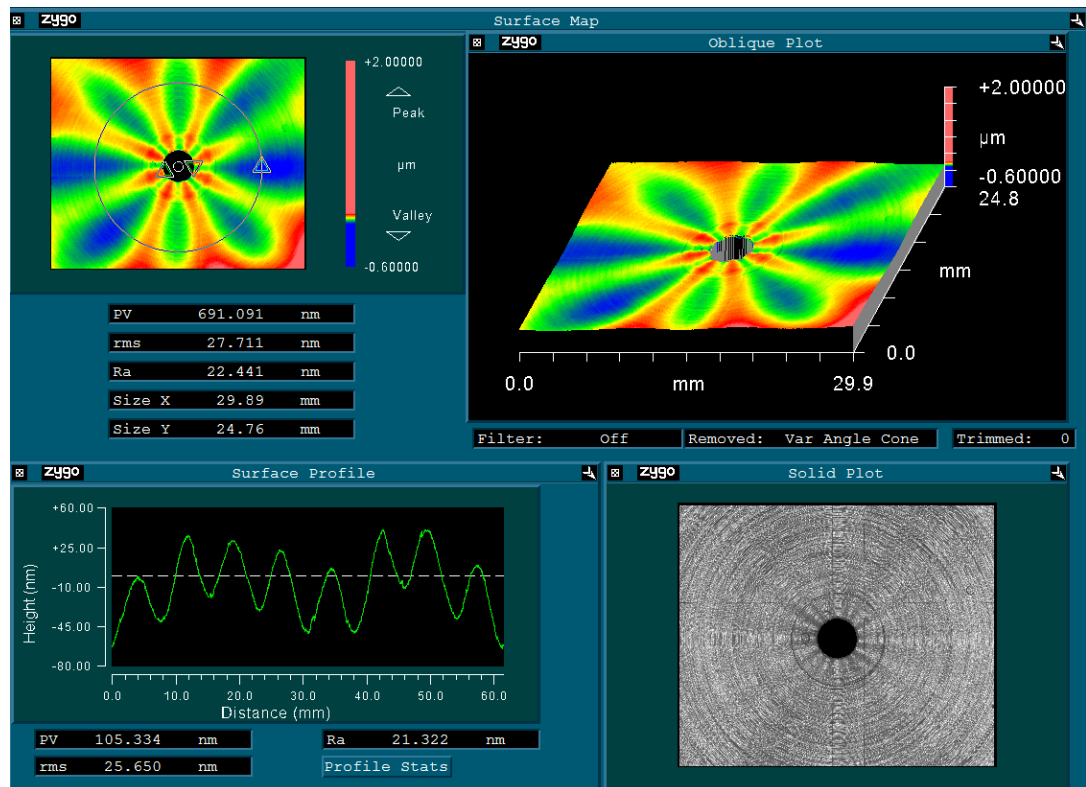 zygo Surface Map
+2.00000
Peak
µm
Valley
-0.60000
PV 691.091 nm
rms 27.711 nm
Ra 22.441 nm
Size X 29.89 mm
Size Y 24.76 mm
zygo Oblique Plot
+2.00000
µm
-0.60000
24.8
mm
0.0
0.0 mm 29.9
Filter: Off Removed: Var Angle Cone Trimmed: 0
zygo Surface Profile
+60.00
+25.00
-10.00
-45.00
-80.00
Height (nm)
0.0 10.0 20.0 30.0 40.0 50.0 60.0
Distance (mm)
PV 105.334 nm Ra 21.322 nm
rms 25.650 nm Profile Stats
zygo Solid Plot